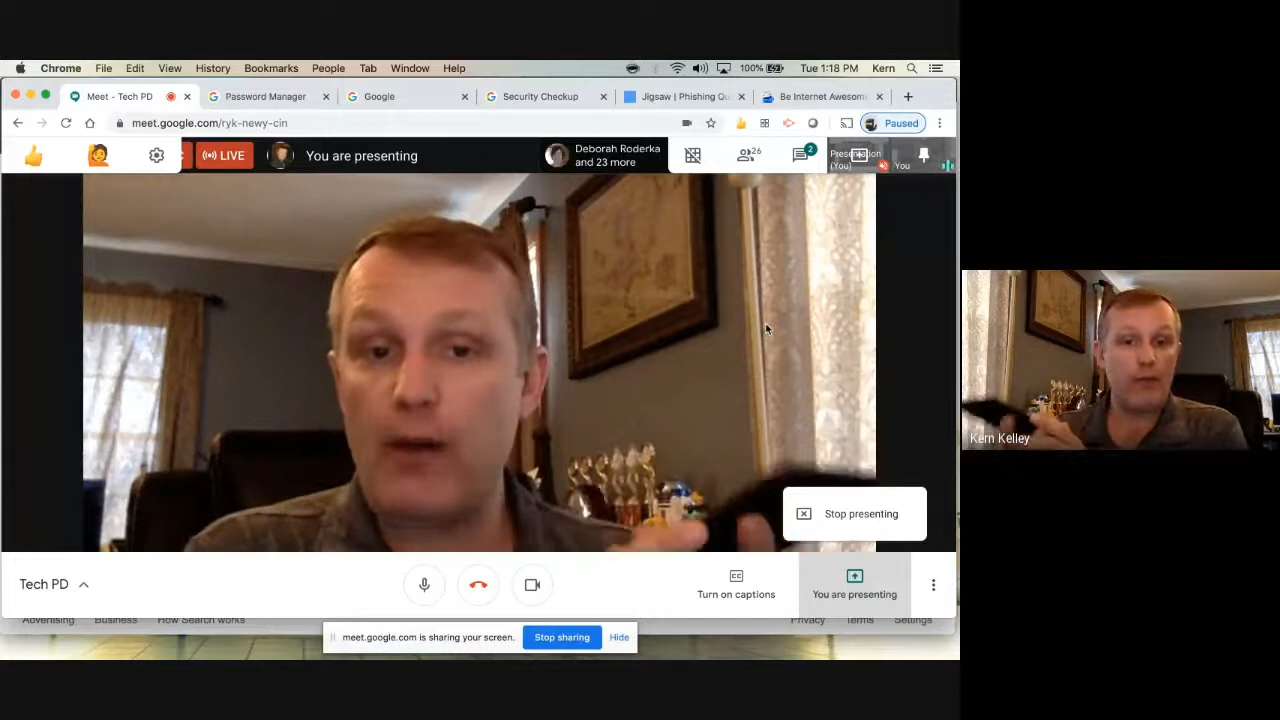 Chrome File Edit View History Bookmarks People Tab Window Help 100% Tue 1:18 PM Kern
Meet - Tech PD Password Manager Google Security Checkup Jigsaw | Phishing Qu Be Internet Awesome
meet.google.com/ryk-newy-cin Paused
LIVE You are presenting Deborah Roderka
and 23 more
26
2
Presentation
(You)
You
Kern Kelley
Stop presenting
Tech PD
CC
Turn on captions
You are presenting
Advertising Business How Search works Privacy Terms Settings
meet.google.com is sharing your screen. Stop sharing Hide